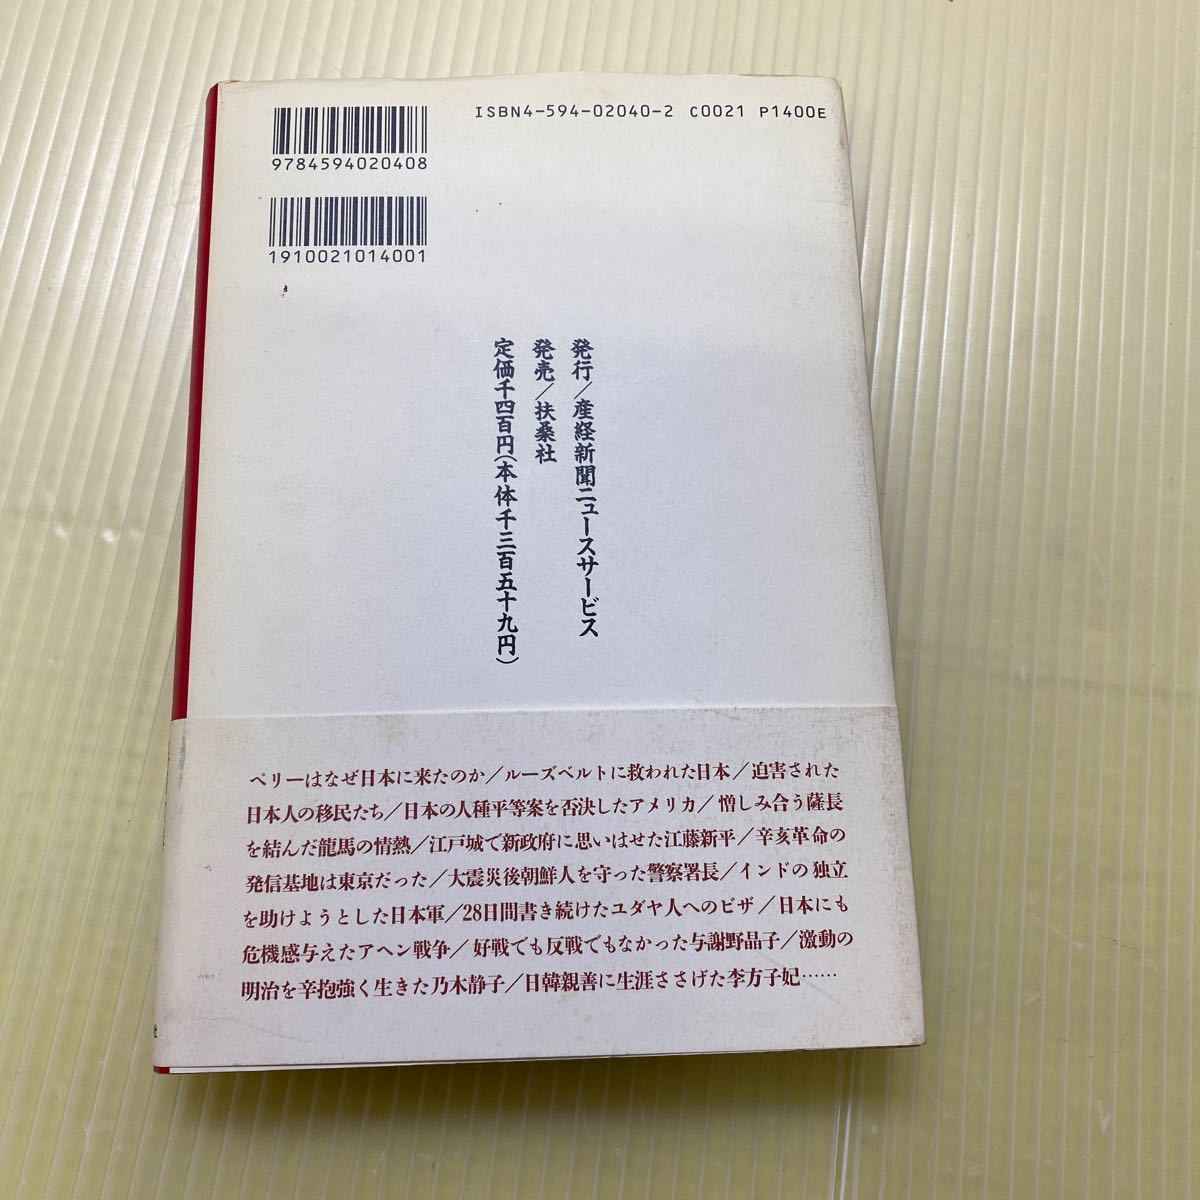 ISBN4-594-02040-2 C0021 P1400E
9784594020408
1910021014001
発行/産経新聞ニュースサービス
発売/扶桑社
定価千四百円(本体千三百五十九円)
ペリーはなぜ日本に来たのか/ルーズベルトに救われた日本/迫害された
日本人の移民たち/日本の人種平等案を否決したアメリカ/憎しみ合う薩長
を結んだ龍馬の情熱/江戸城で新政府に思いはせた江藤新平/辛亥革命の
発信基地は東京だった/大震災後朝鮮人を守った警察署長/インドの独立
を助けようとした日本軍/28日間書き続けたユダヤ人へのビザ/日本にも
危機感与えたアヘン戦争/好戦でも反戦でもなかった与謝野晶子/激動の
明治を辛抱強く生きた乃木静子/日韓親善に生涯ささげた李方子妃……